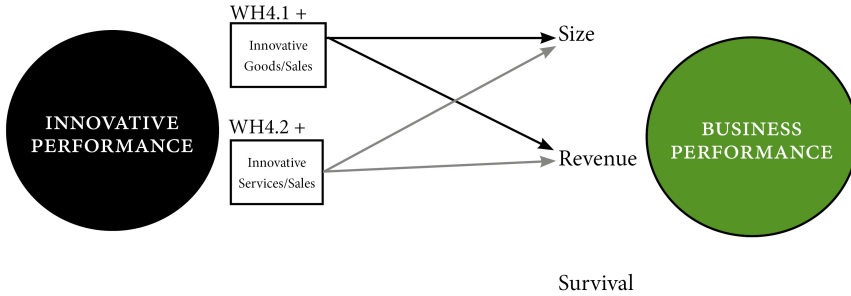 WH4.1 +
Innovative
Goods/Sales
Size
INNOVATIVE
PERFORMANCE
WH4.2 +
Innovative
Services/Sales
Revenue
BUSINESS
PERFORMANCE
Survival